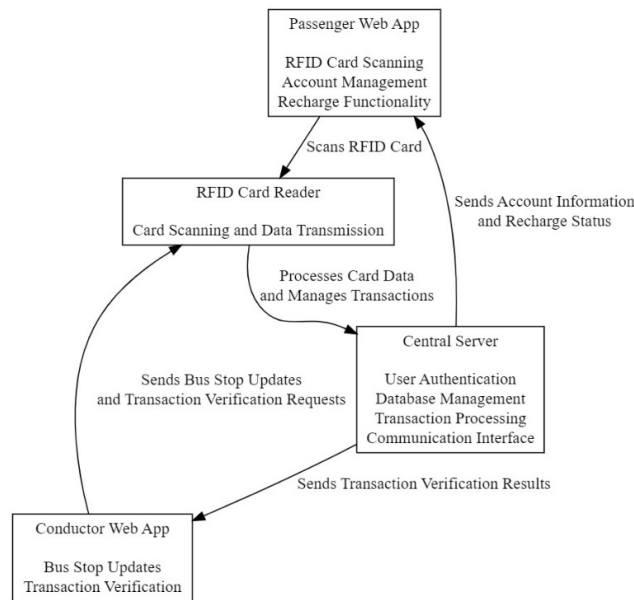 Passenger Web App
RFID Card Scanning
Account Management
Recharge Functionality
Scans RFID Card
RFID Card Reader
Card Scanning and Data Transmission
Sends Account Information
and Recharge Status
Processes Card Data
and Manages Transactions
Central Server
User Authentication
Database Management
Transaction Processing
Communication Interface
Sends Bus Stop Updates
and Transaction Verification Requests
Sends Transaction Verification Results
Conductor Web App
Bus Stop Updates
Transaction Verification